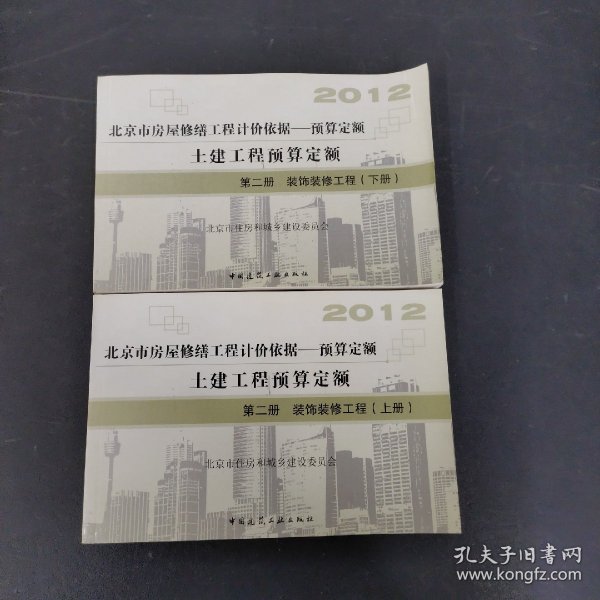 2012
北京市房屋修缮工程计价依据——预算定额
土建工程预算定额
第二册 装饰装修工程(下册)
北京市住房和城乡建设委员会
中国建筑工业出版社
2012
北京市房屋修缮工程计价依据——预算定额
土建工程预算定额
第二册 装饰装修工程(上册)
北京市住房和城乡建设委员会
中国建筑工业出版社
孔夫子旧书网
www.kongfz.com